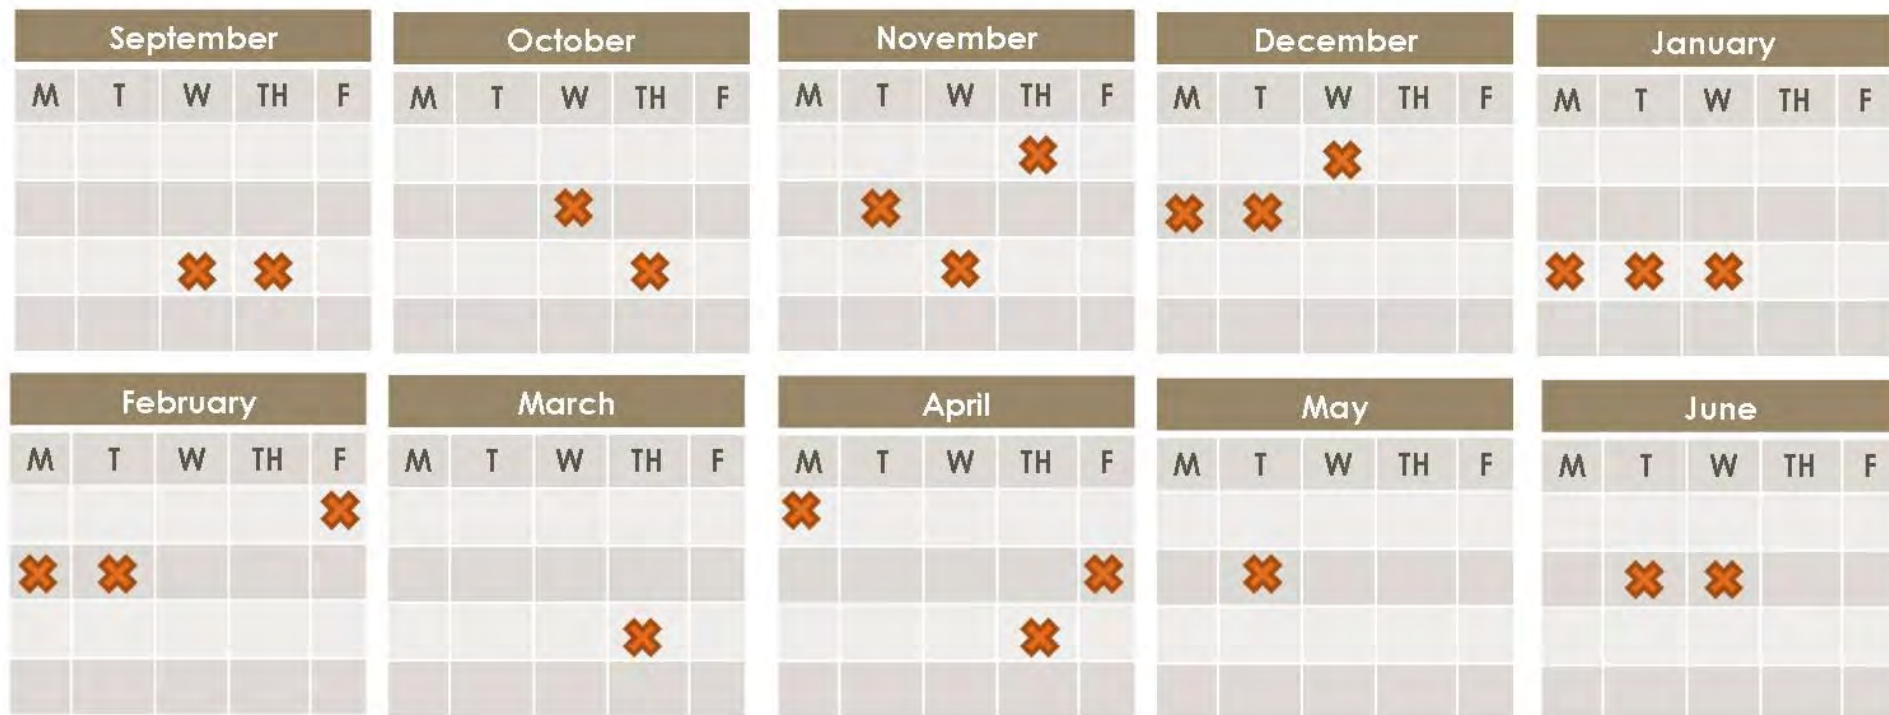 September October November December January
M T W TH F M T W TH F M T W TH F M T W TH F M T W TH F
February March April May June
M T W TH F M T W TH F M T W TH F M T W TH F M T W TH F